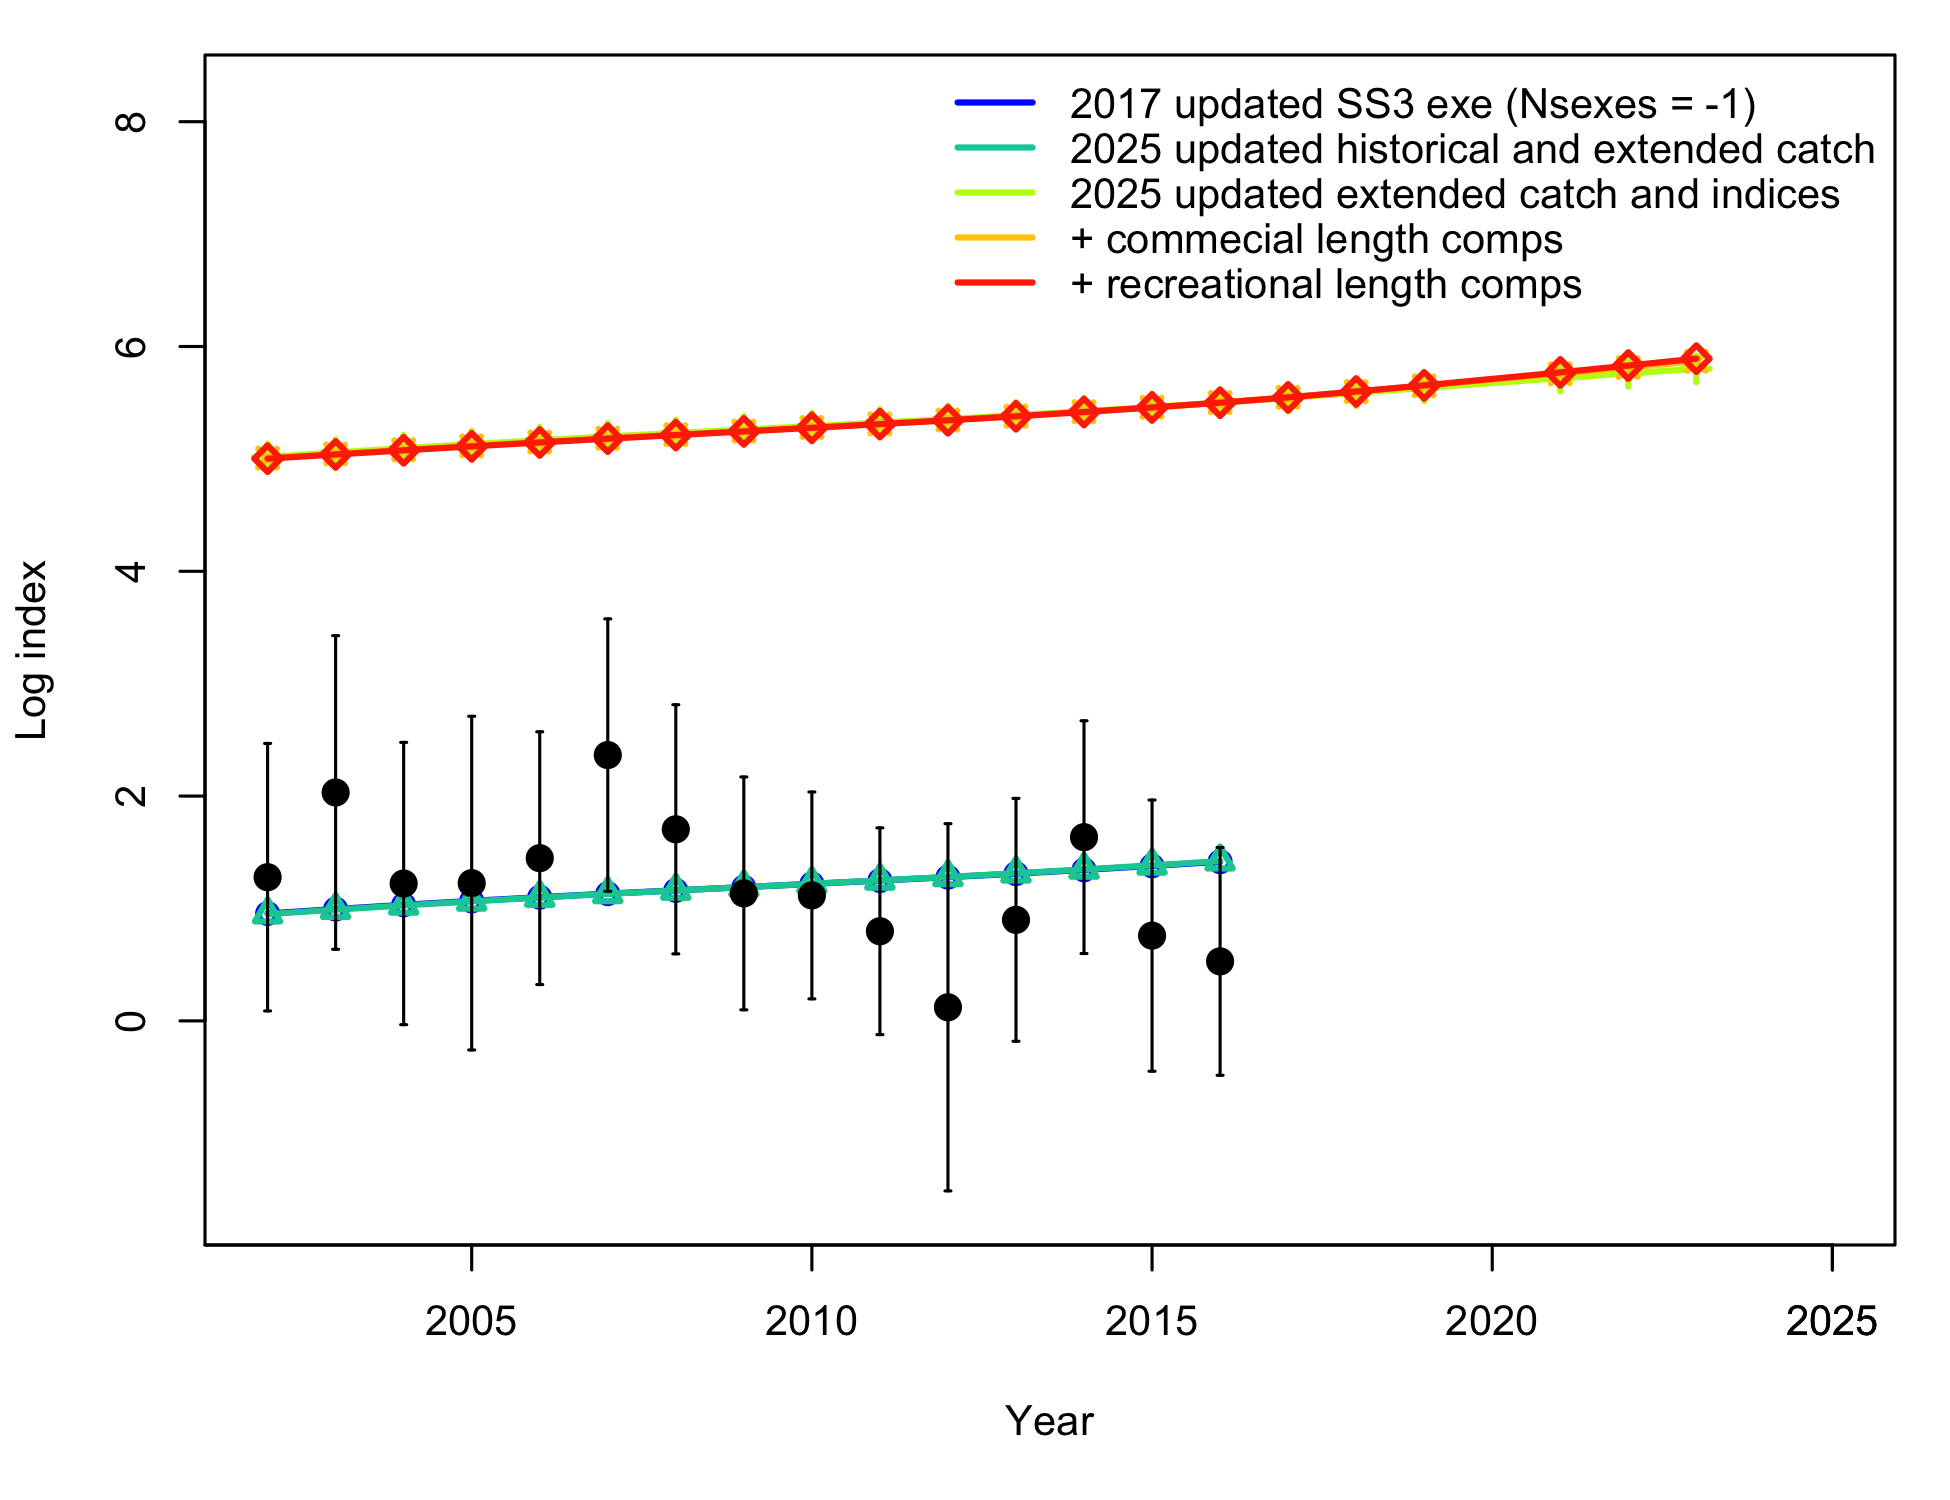 2017 updated SS3 exe (Nsexes = -1)
2025 updated historical and extended catch
2025 updated extended catch and indices
+ commecial length comps
+ recreational length comps
8
6
4
2
0
Log index
2005
2010
2015
2020
2025
Year